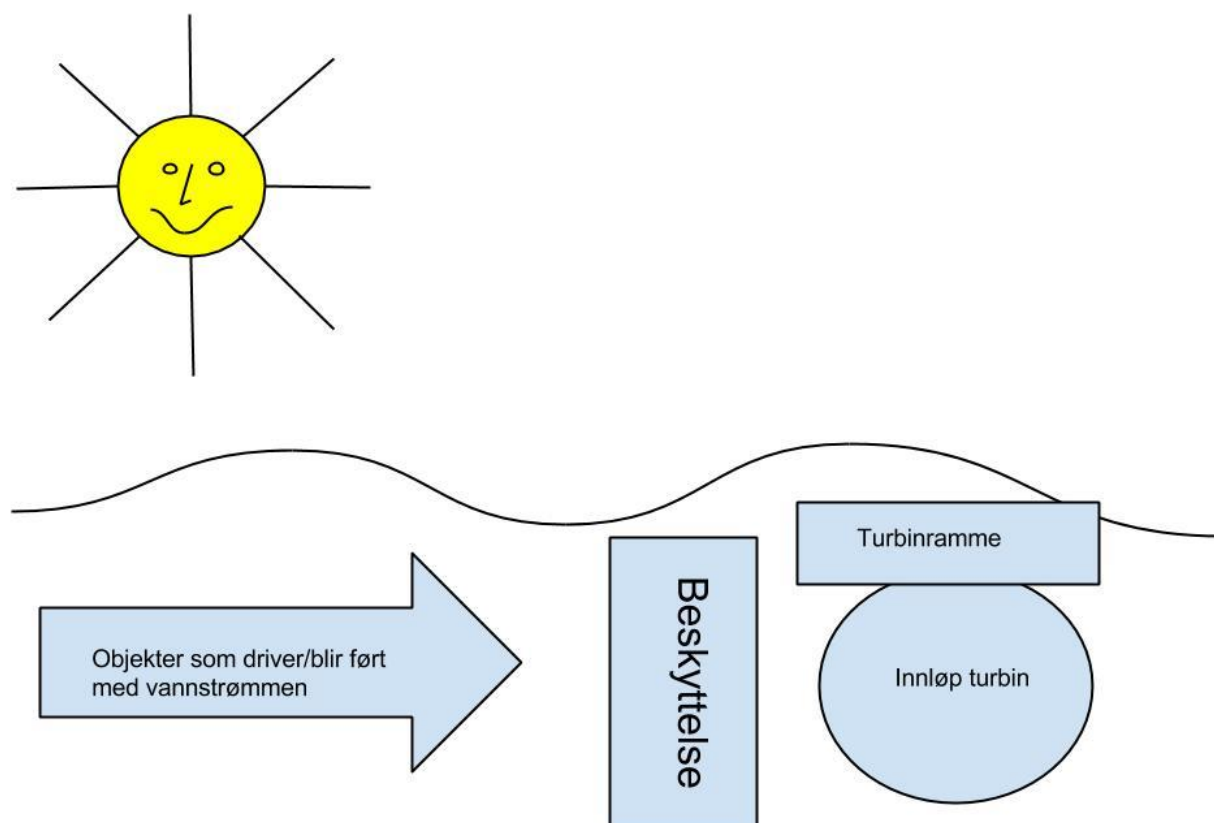 Turbinramme
Beskyttelse
Objekter som driver/blir ført
med vannstrømmen
Innløp turbin